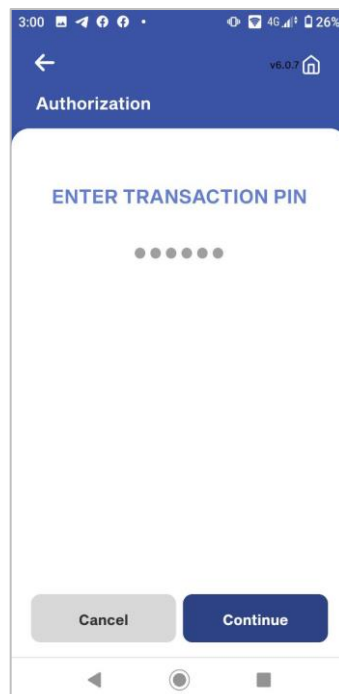 3:00 4G 26%
v6.0.7
Authorization
ENTER TRANSACTION PIN
Cancel Continue